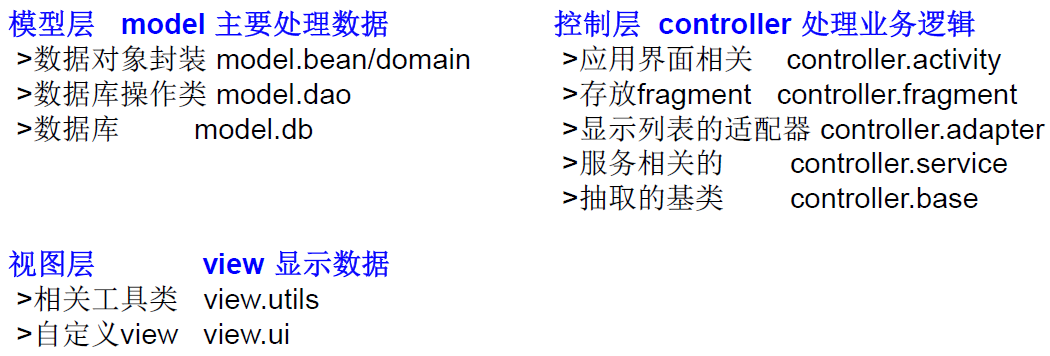 模型层 model 主要处理数据
>数据对象封装 model.bean/domain
>数据库操作类 model.dao
>数据库 model.db
控制层 controller 处理业务逻辑
>应用界面相关 controller.activity
>存放fragment controller.fragment
>显示列表的适配器 controller.adapter
>服务相关的 controller.service
>抽取的基类 controller.base
视图层 view 显示数据
>相关工具类 view.utils
>自定义view view.ui